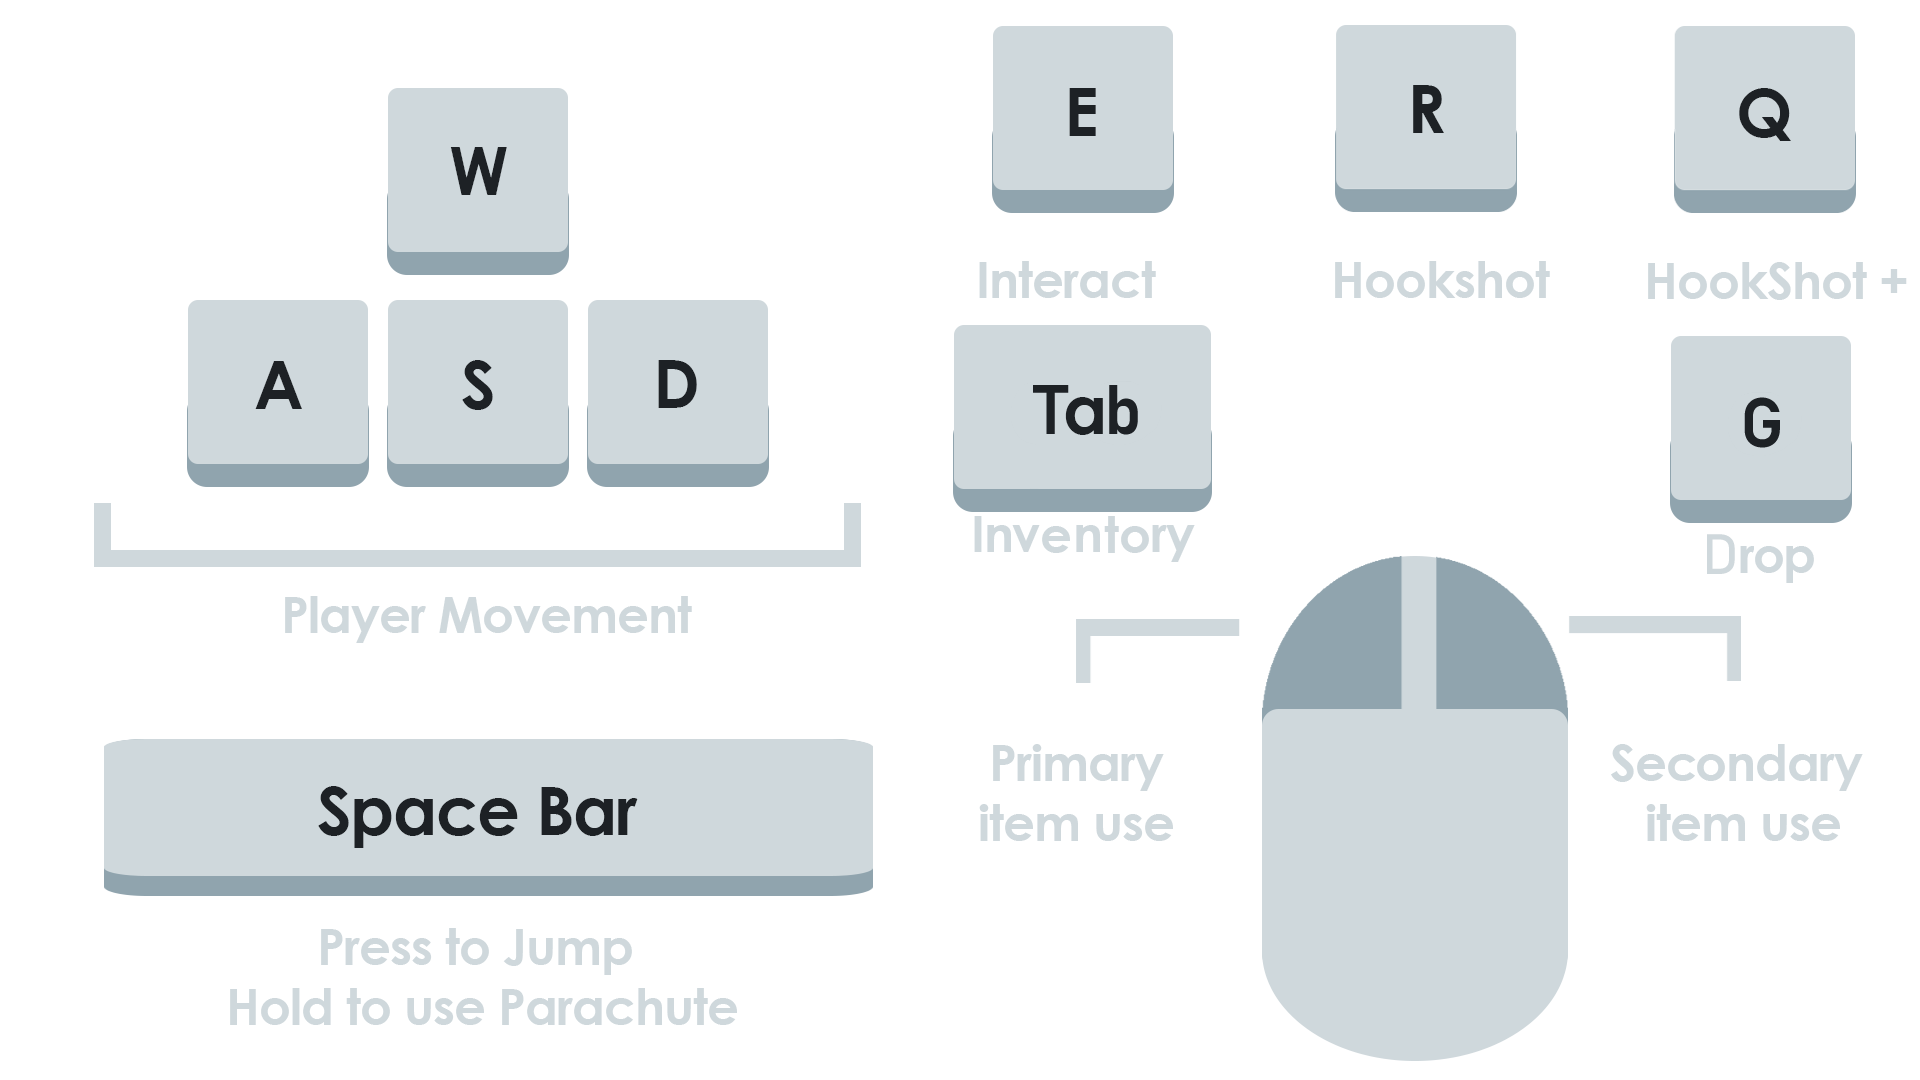 W
A S D
Player Movement
Space Bar
Press to Jump
Hold to use Parachute
E R Q
Interact Hookshot HookShot +
Tab G
Inventory Drop
Primary
item use
Secondary
item use